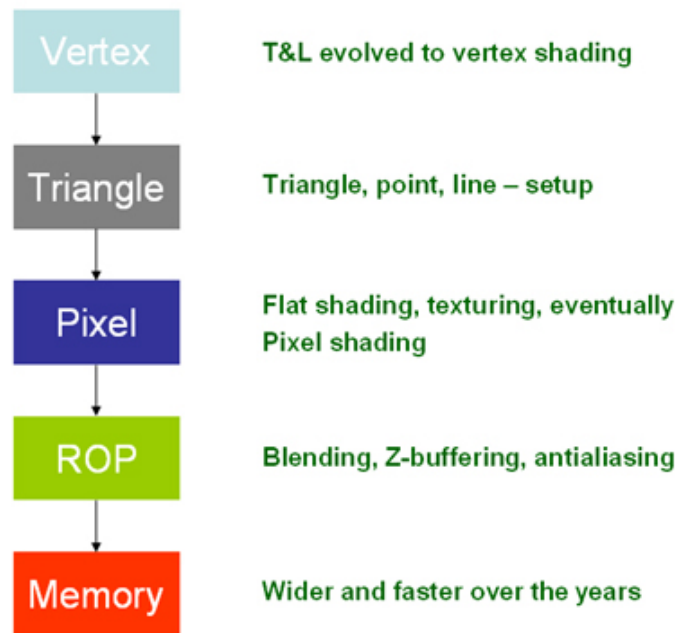 Vertex
T&L evolved to vertex shading
Triangle
Triangle, point, line – setup
Pixel
Flat shading, texturing, eventually
Pixel shading
ROP
Blending, Z-buffering, antialiasing
Memory
Wider and faster over the years